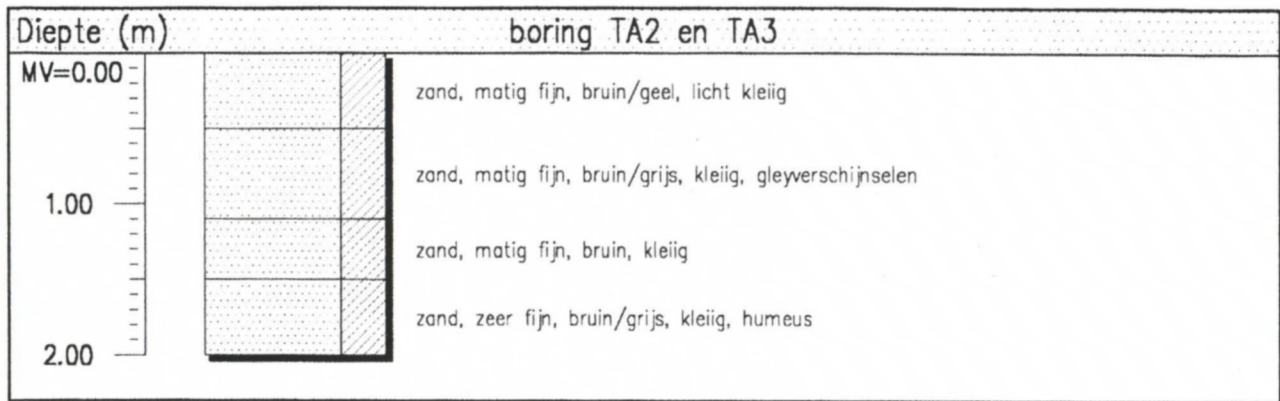 Diepte (m) boring TA2 en TA3
MV=0.00
zand, matig fijn, bruin/geel, licht kleiig
zand, matig fijn, bruin/grijs, kleiig, gleyverschijnselen
1.00
zand, matig fijn, bruin, kleiig
zand, zeer fijn, bruin/grijs, kleiig, humeus
2.00